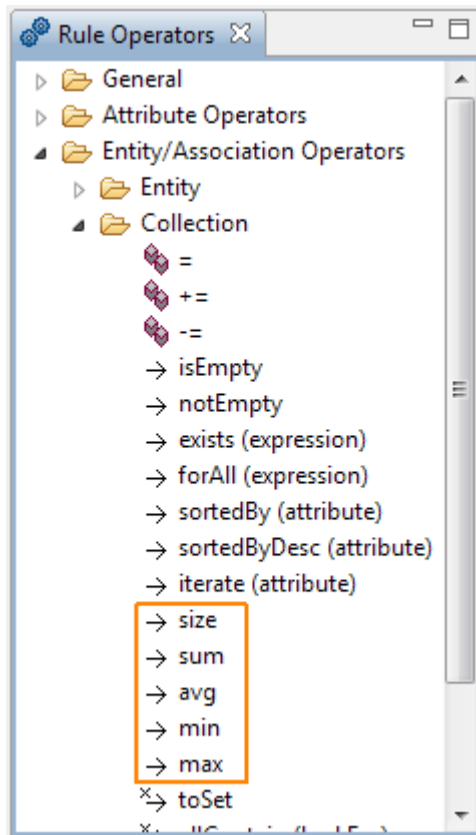 Rule Operators
General
Attribute Operators
Entity/Association Operators
Entity
Collection
=
+=
-=
isEmpty
notEmpty
exists (expression)
forAll (expression)
sortedBy (attribute)
sortedByDesc (attribute)
iterate (attribute)
size
sum
avg
min
max
toSet